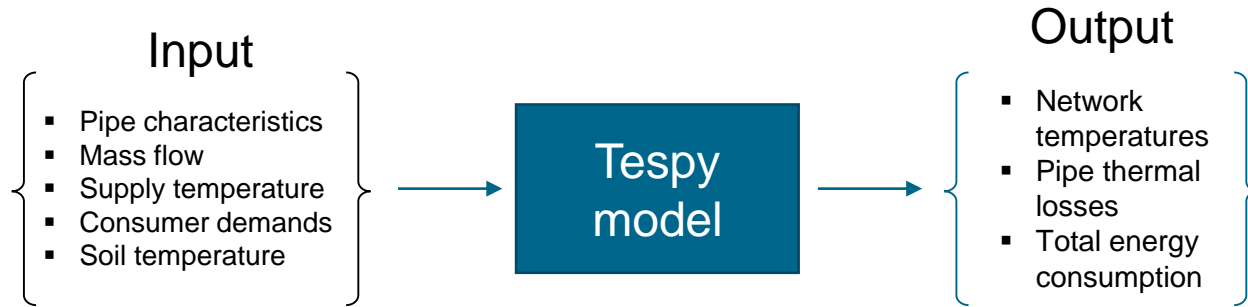 Input
▪ Pipe characteristics
▪ Mass flow
▪ Supply temperature
▪ Consumer demands
▪ Soil temperature
Tespy
model
Output
▪ Network
temperatures
▪ Pipe thermal
losses
▪ Total energy
consumption